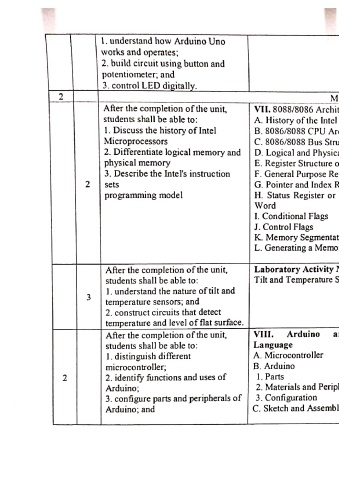 1. understand how Arduino Uno
works and operates;
2. build circuit using button and
potentiometer; and
3. control LED digitally.
2
M
After the completion of the unit,
students shall be able to:
1. Discuss the history of Intel
Microprocessors
2. Differentiate logical memory and
physical memory
3. Describe the Intel's instruction
sets
programming model
2
VII. 8088/8086 Archit
A. History of the Intel
B. 8086/8088 CPU Arc
C. 8086/8088 Bus Stru
D. Logical and Physica
E. Register Structure o
F. General Purpose Re
G. Pointer and Index R
H. Status Register or
Word
I. Conditional Flags
J. Control Flags
K. Memory Segmentat
L. Generating a Memo
3
After the completion of the unit,
students shall be able to:
1. understand the nature of tilt and
temperature sensors; and
2. construct circuits that detect
temperature and level of flat surface.
Laboratory Activity N
Tilt and Temperature S
2
After the completion of the unit,
students shall be able to:
1. distinguish different
microcontroller;
2. identify functions and uses of
Arduino;
3. configure parts and peripherals of
Arduino; and
VIII. Arduino a
Language
A. Microcontroller
B. Arduino
1. Parts
2. Materials and Periph
3. Configuration
C. Sketch and Assembl